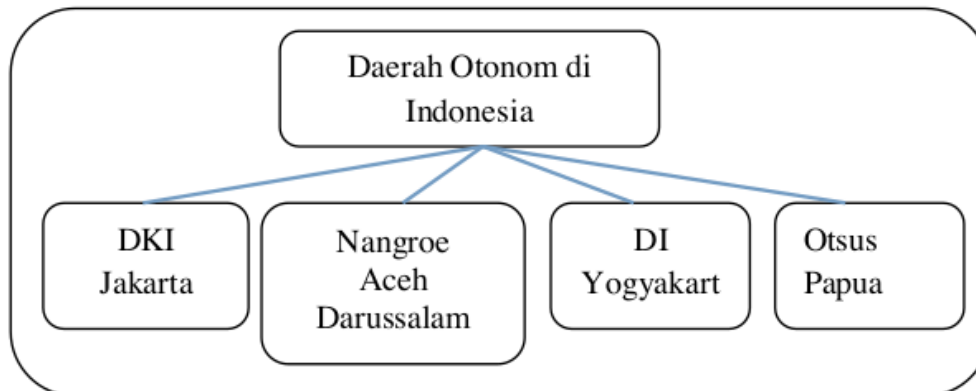 Daerah Otonom di
Indonesia
DKI
Jakarta
Nangroe
Aceh
Darussalam
DI
Yogyakart
Otsus
Papua